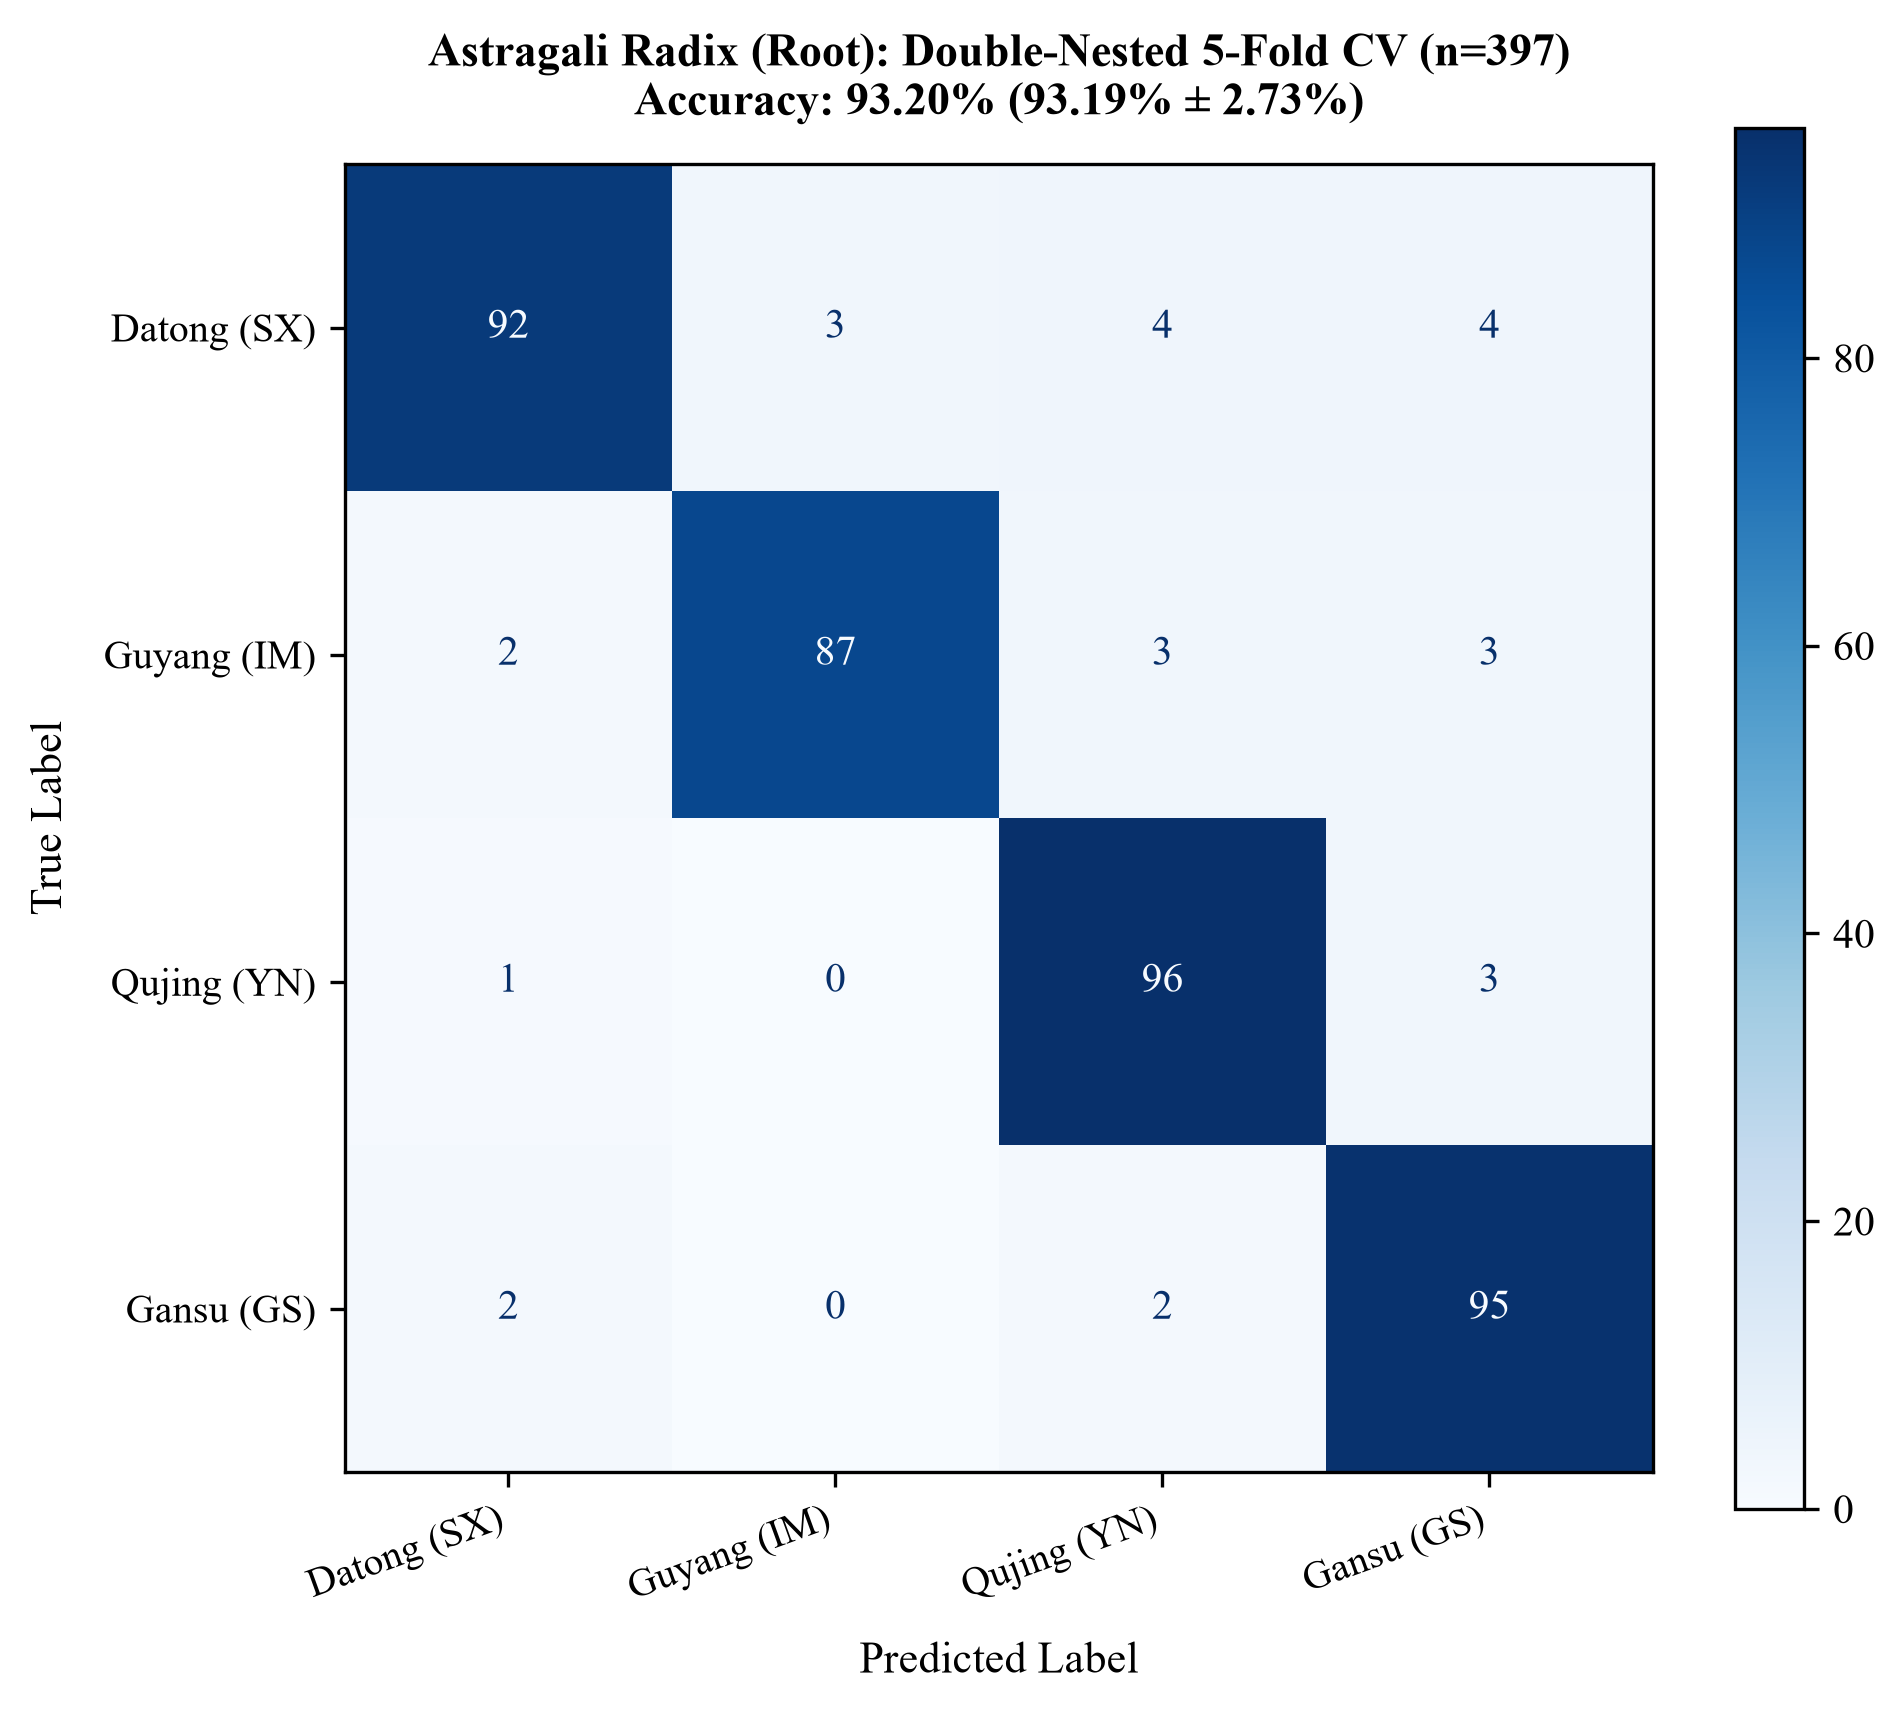 Astragali Radix (Root): Double-Nested 5-Fold CV (n=397)
Accuracy: 93.20% (93.19% ± 2.73%)
True Label
Datong (SX) 92 3 4 4
Guyang (IM) 2 87 3 3
Qujing (YN) 1 0 96 3
Gansu (GS) 2 0 2 95
Datong (SX) Guyang (IM) Qujing (YN) Gansu (GS)
Predicted Label
80
60
40
20
0